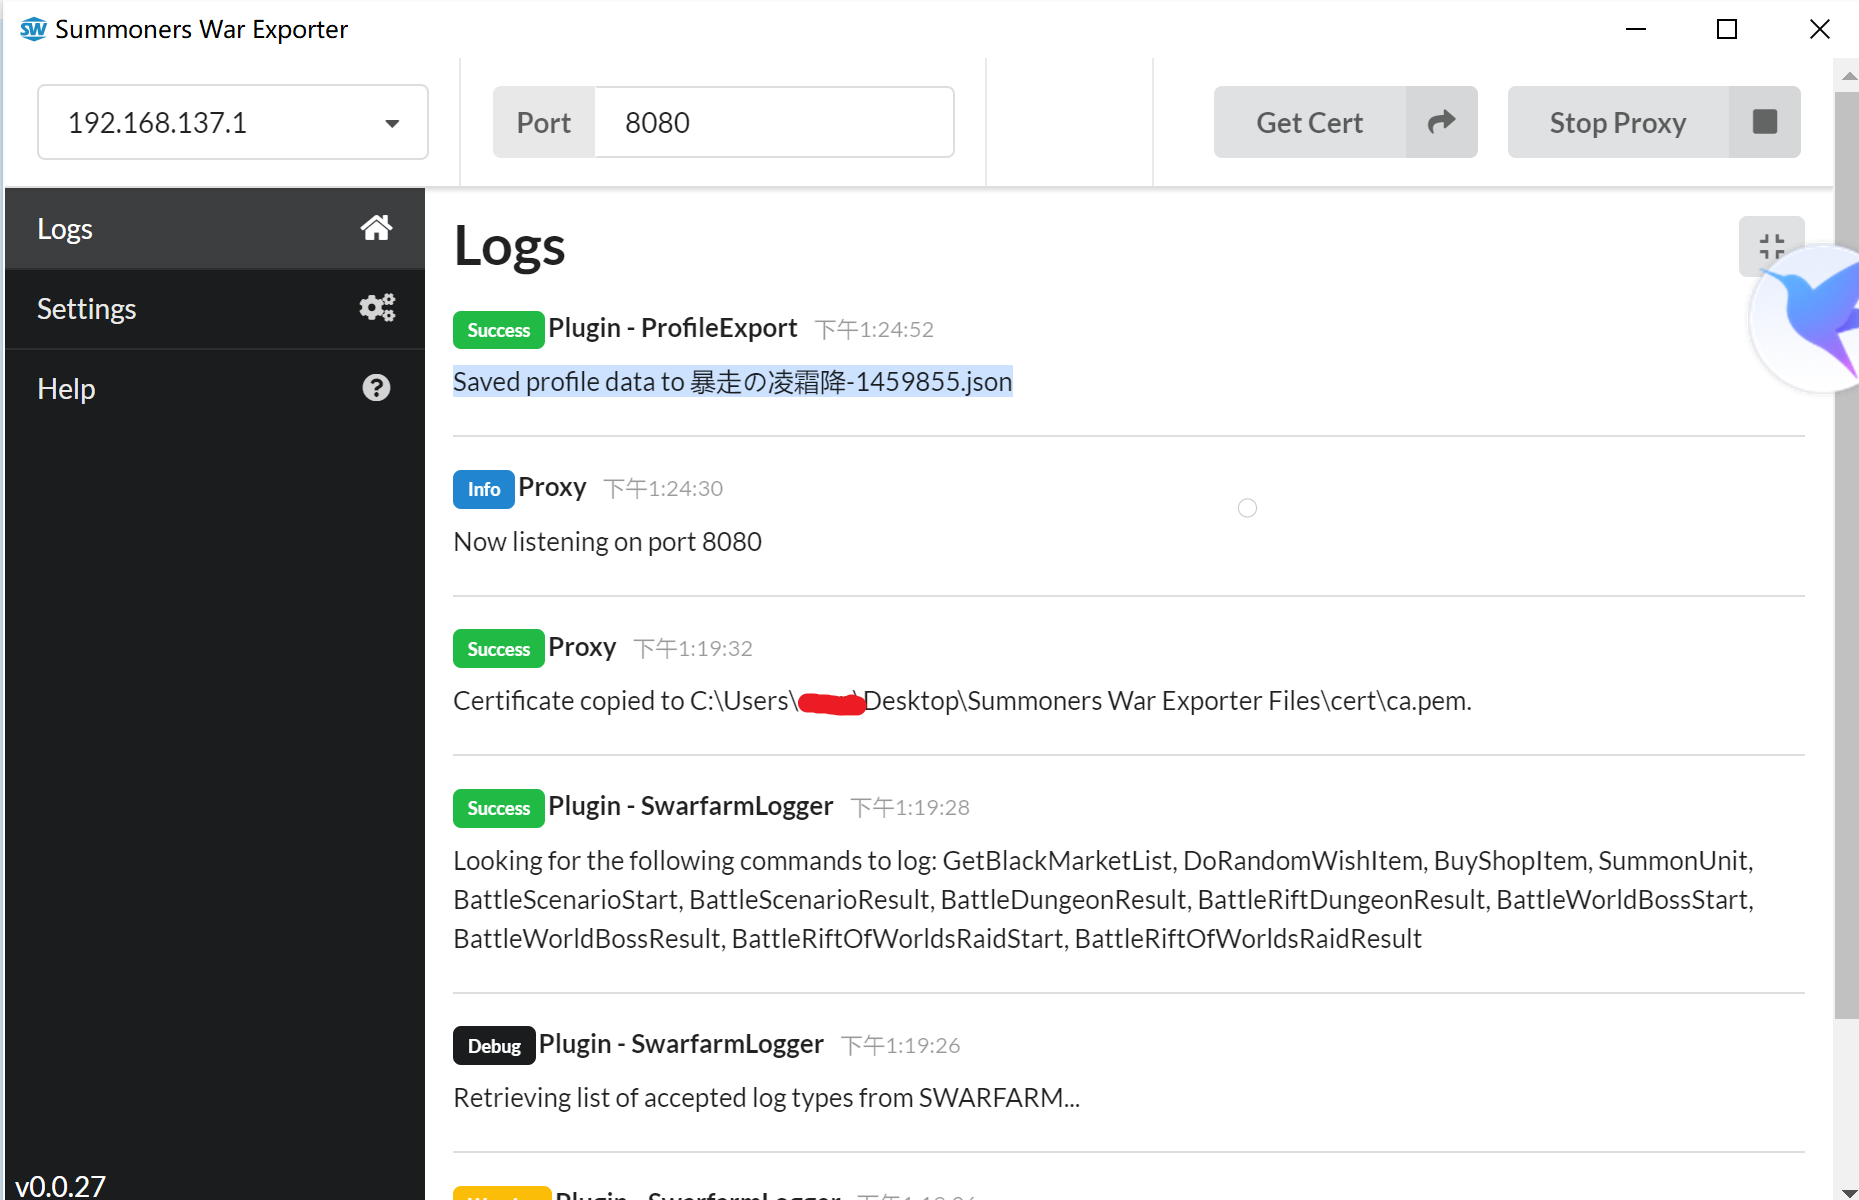 SW Summoners War Exporter
192.168.137.1
Port 8080
Get Cert
Stop Proxy
Logs
Settings
Help
v0.0.27
Logs
Success Plugin - ProfileExport 下午1:24:52
Saved profile data to 暴走の凌霜降-1459855.json
Info Proxy 下午1:24:30
Now listening on port 8080
Success Proxy 下午1:19:32
Certificate copied to C:\Users\ \Desktop\Summoners War Exporter Files\cert\ca.pem.
Success Plugin - SwarfarmLogger 下午1:19:28
Looking for the following commands to log: GetBlackMarketList, DoRandomWishItem, BuyShopItem, SummonUnit,
BattleScenarioStart, BattleScenarioResult, BattleDungeonResult, BattleRiftDungeonResult, BattleWorldBossStart,
BattleWorldBossResult, BattleRiftOfWorldsRaidStart, BattleRiftOfWorldsRaidResult
Debug Plugin - SwarfarmLogger 下午1:19:26
Retrieving list of accepted log types from SWARFARM...
Plugin - SwarfarmLogger